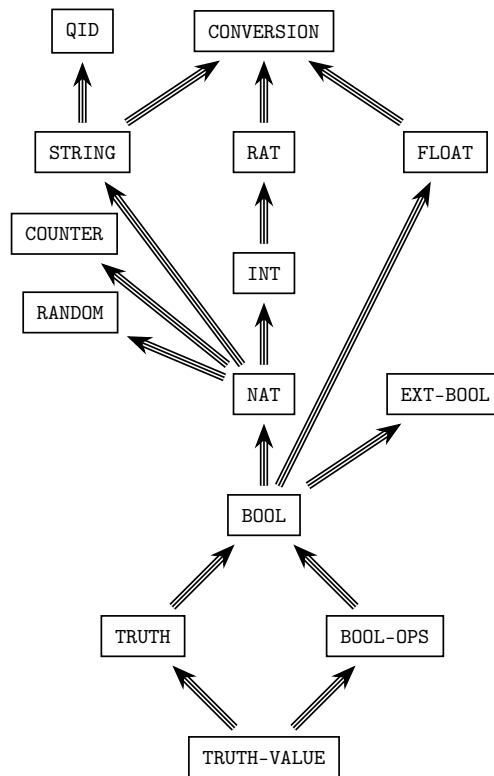 QID
CONVERSION
STRING
RAT
FLOAT
COUNTER
INT
RANDOM
NAT
EXT-BOOL
BOOL
TRUTH
BOOL-OPS
TRUTH-VALUE